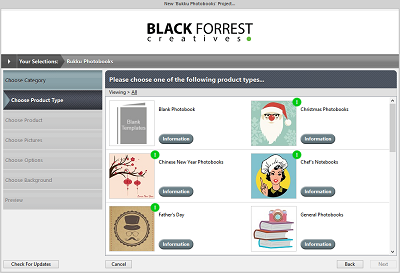 New 'Bukku Photobooks' Project...
BLACK FORREST
creatives
Your Selections: Bukku Photobooks
Choose Category
Choose Product Type
Choose Product
Choose Pictures
Choose Options
Choose Background
Preview
Please choose one of the following product types...
Viewing > All
Blank Templates
Blank Photobook
Information
Christmas Photobooks
Information
Chinese New Year Photobooks
Information
Chef's Notebooks
Information
Father's Day
Information
General Photobooks
Information
Check For Updates
Cancel
Back
Next